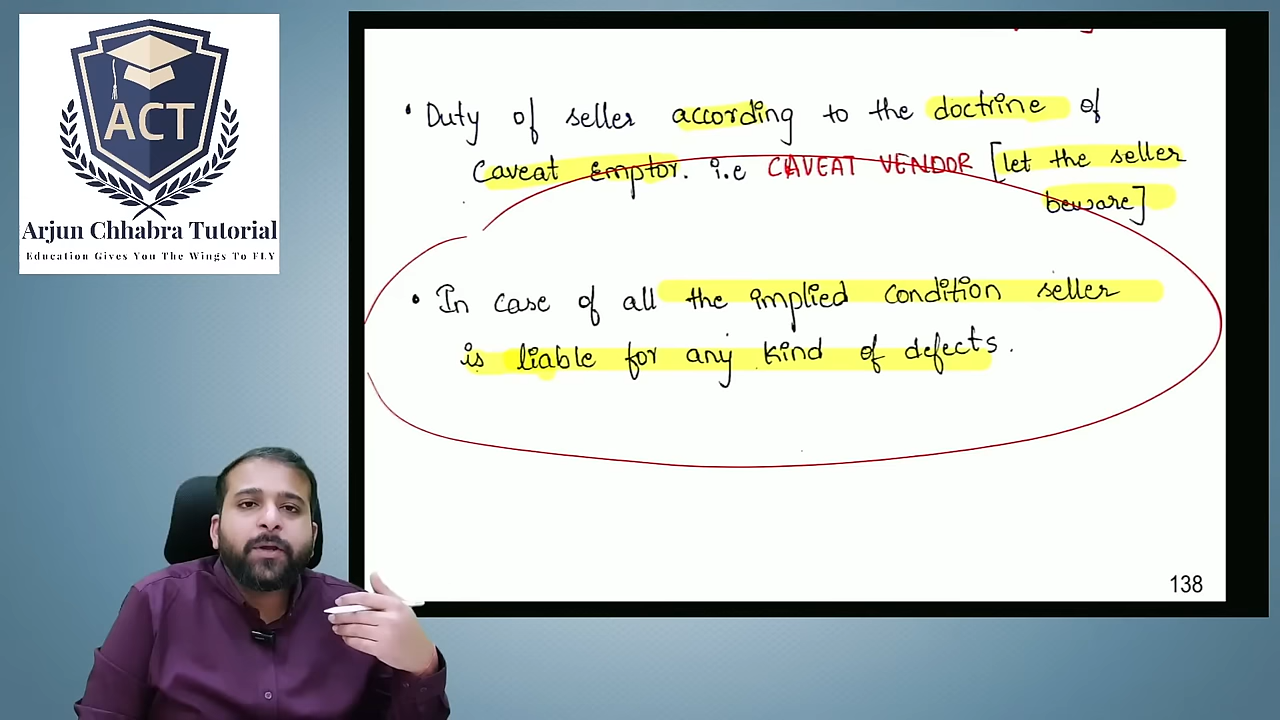 ACT
Arjun Chhabra Tutorial
Education Gives You The Wings To FLY
• Duty of seller according to the doctrine of
Caveat Emptor. i.e CAVEAT VENDOR [let the seller
beware]
• In case of all the implied condition seller
is liable for any kind of defects.
138